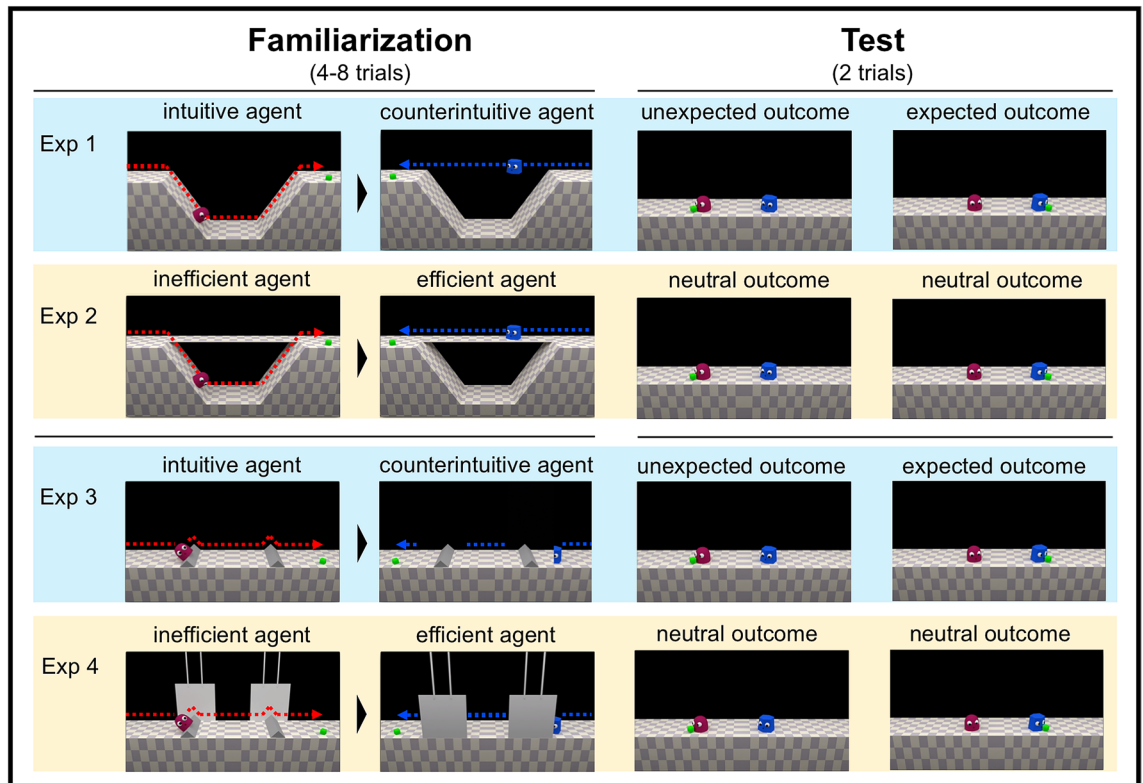 Familiarization
(4-8 trials)
Test
(2 trials)
Exp 1
intuitive agent
counterintuitive agent
unexpected outcome
expected outcome
Exp 2
inefficient agent
efficient agent
neutral outcome
neutral outcome
Exp 3
intuitive agent
counterintuitive agent
unexpected outcome
expected outcome
Exp 4
inefficient agent
efficient agent
neutral outcome
neutral outcome